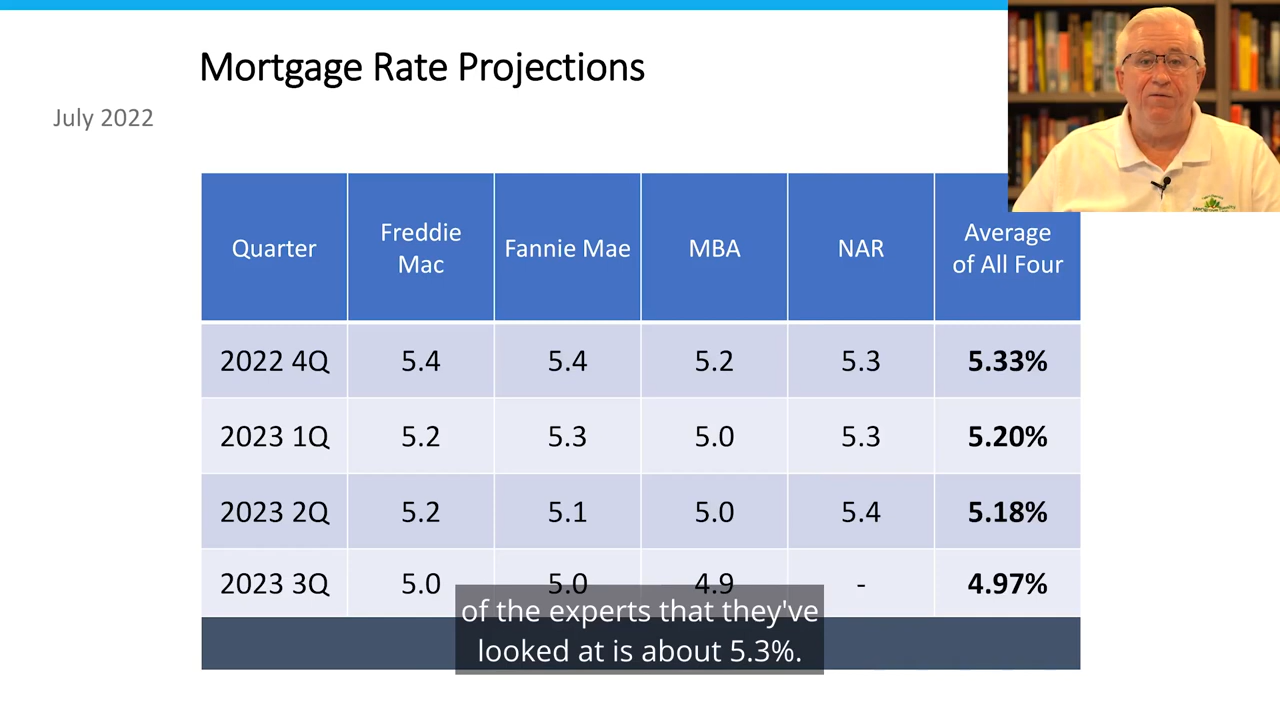 Mortgage Rate Projections
July 2022
Quarter Freddie Mac Fannie Mae MBA NAR Average of All Four
2022 4Q 5.4 5.4 5.2 5.3 5.33%
2023 1Q 5.2 5.3 5.0 5.3 5.20%
2023 2Q 5.2 5.1 5.0 5.4 5.18%
2023 3Q 5.0 5.0 4.9 - 4.97%
of the experts that they've
looked at is about 5.3%.